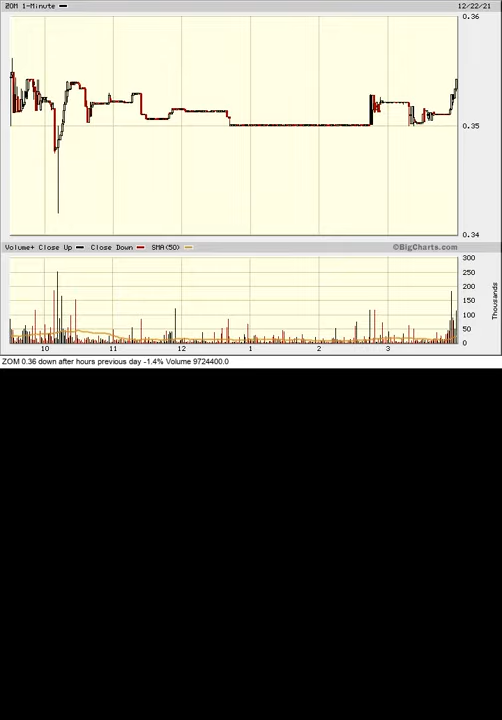 ZOM 1-Minute 12/22/21
0.36
0.35
0.34
Volume+ Close Up Close Down SMA(50) ©BigCharts.com
300
250
200
150
100
50
0
Thousands
10 11 12 1 2 3
ZOM 0.36 down after hours previous day -1.4% Volume 9724400.0